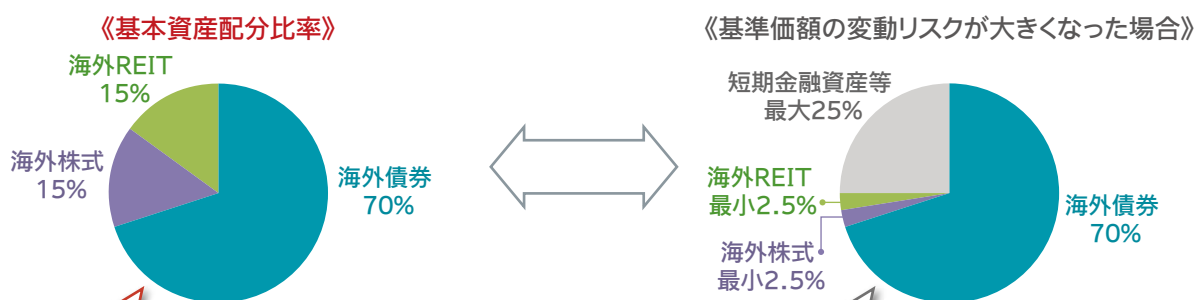 《基本資産配分比率》
海外REIT
15%
海外株式
15%
海外債券
70%
《基準価額の変動リスクが大きくなった場合》
短期金融資産等
最大25%
海外REIT
最小2.5%
海外株式
最小2.5%
海外債券
70%